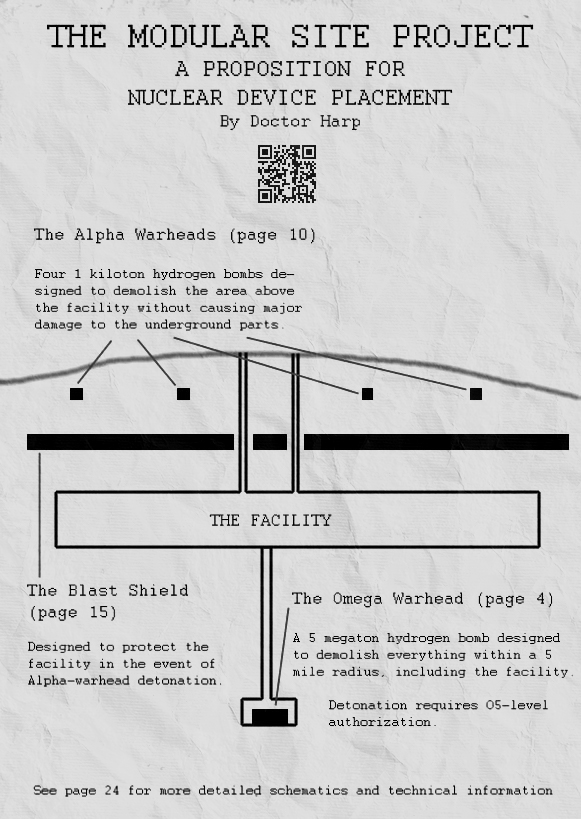 THE MODULAR SITE PROJECT
A PROPOSITION FOR
NUCLEAR DEVICE PLACEMENT
By Doctor Harp
The Alpha Warheads (page 10)
Four 1 kiloton hydrogen bombs de-
signed to demolish the area above
the facility without causing major
damage to the underground parts.
THE FACILITY
The Blast Shield
(page 15)
Designed to protect the
facility in the event of
Alpha-warhead detonation.
The Omega Warhead (page 4)
A 5 megaton hydrogen bomb designed
to demolish everything within a 5
mile radius, including the facility.
Detonation requires O5-level
authorization.
See page 24 for more detailed schematics and technical information